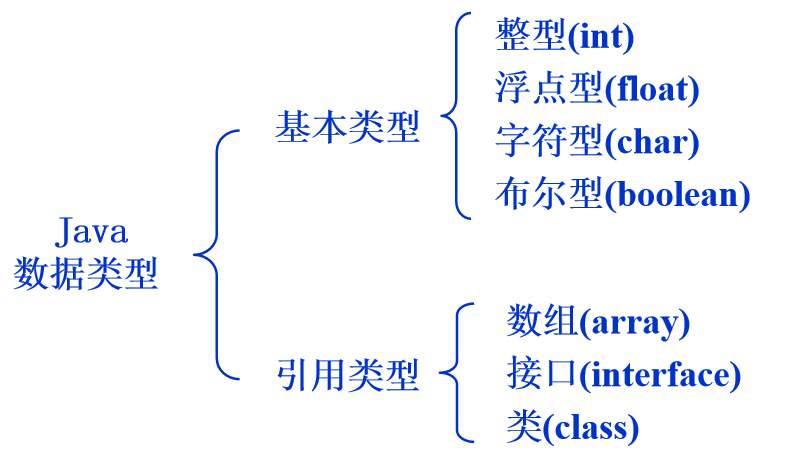 Java
数据类型
基本类型
整型(int)
浮点型(float)
字符型(char)
布尔型(boolean)
引用类型
数组(array)
接口(interface)
类(class)